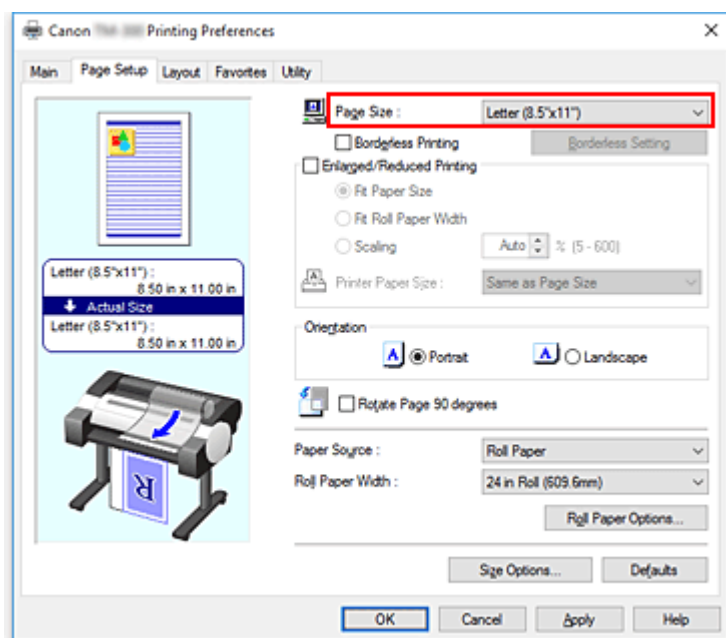 Canon Printing Preferences
Main Page Setup Layout Favorites Utility
Page Size : Letter (8.5"x11")
Borderless Printing Borderless Setting
Enlarged/Reduced Printing
Fit Paper Size
Fit Roll Paper Width
Scaling Auto % (5 - 600)
Printer Paper Size : Same as Page Size
Letter (8.5"x11") :
8.50 in x 11.00 in
Actual Size
Letter (8.5"x11") :
8.50 in x 11.00 in
Orientation
A Portrait A Landscape
Rotate Page 90 degrees
R
Paper Source : Roll Paper
Roll Paper Width : 24 in Roll (609.6mm)
Roll Paper Options...
Size Options... Defaults
OK Cancel Apply Help